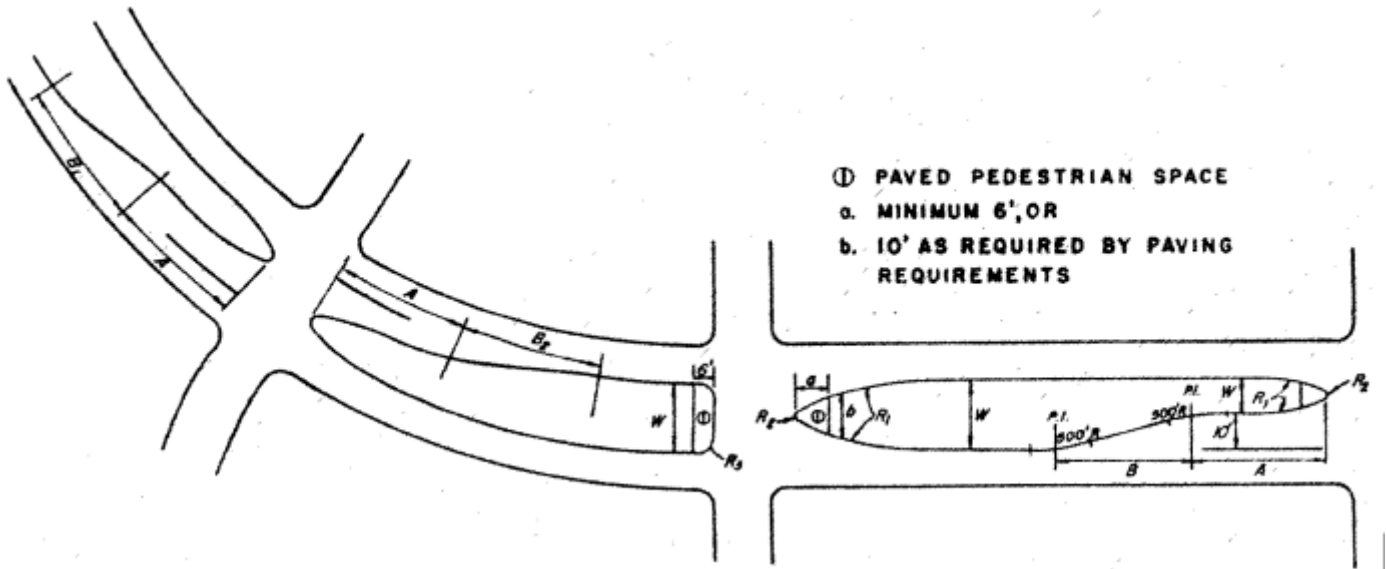 ① PAVED PEDESTRIAN SPACE
a. MINIMUM 6', OR
b. 10' AS REQUIRED BY PAVING
REQUIREMENTS
B₁
A
A
B₂
6'
W
①
R₃
a
R₂
①
b
R₁
W
P.I.
500'R
500'R
P.I.
W
R₁
R₂
10'
B
A